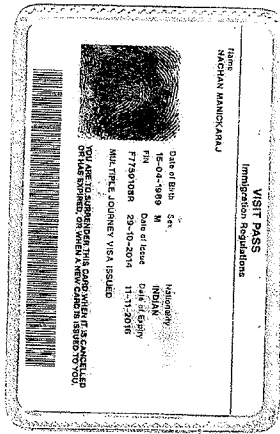 VISIT PASS
Immigration Regulations
Name
NACHAN MANICKARAJ
Date of Birth Sex Nationality
15-04-1989 M INDIAN
FIN Date of Issue Date of Expiry
F7750103R 29-10-2014 11-11-2016
MULTIPLE JOURNEY VISA ISSUED
YOU ARE TO SURRENDER THIS CARD WHEN IT IS CANCELLED
OR HAS EXPIRED, OR WHEN A NEW CARD IS ISSUED TO YOU.